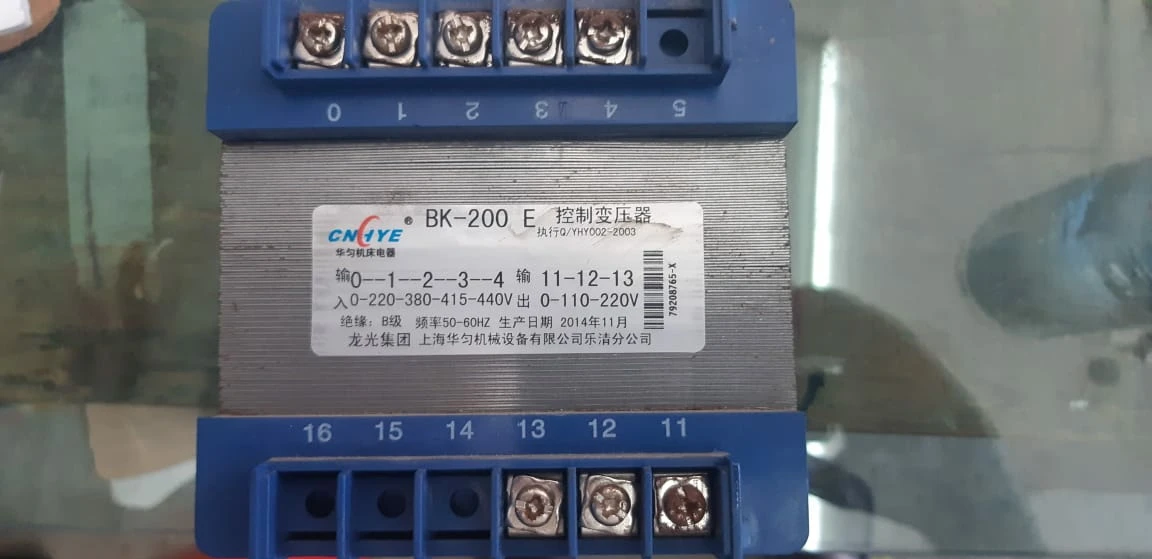 0 1 2 3 4 5
CNHYE ® BK-200 E 控制变压器
华匀机床电器 执行Q/YHY002-2003
输 0--1--2--3--4 输 11-12-13
入 0-220-380-415-440V 出 0-110-220V
绝缘：B级 频率50-60HZ 生产日期 2014年11月
龙光集团 上海华匀机械设备有限公司乐清分公司
79208765-X
16 15 14 13 12 11